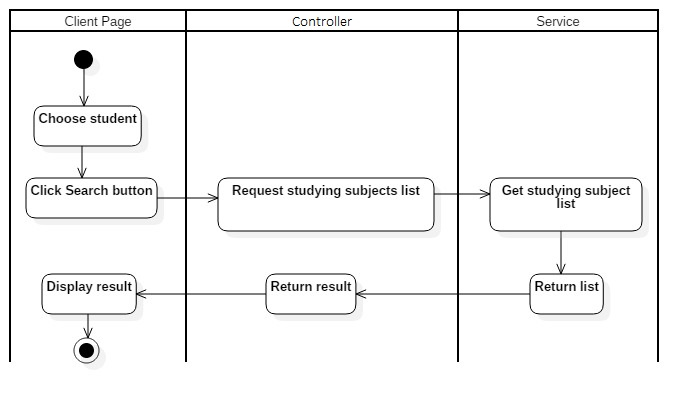 Client Page
Controller
Service
Choose student
Click Search button
Request studying subjects list
Get studying subject
list
Display result
Return result
Return list